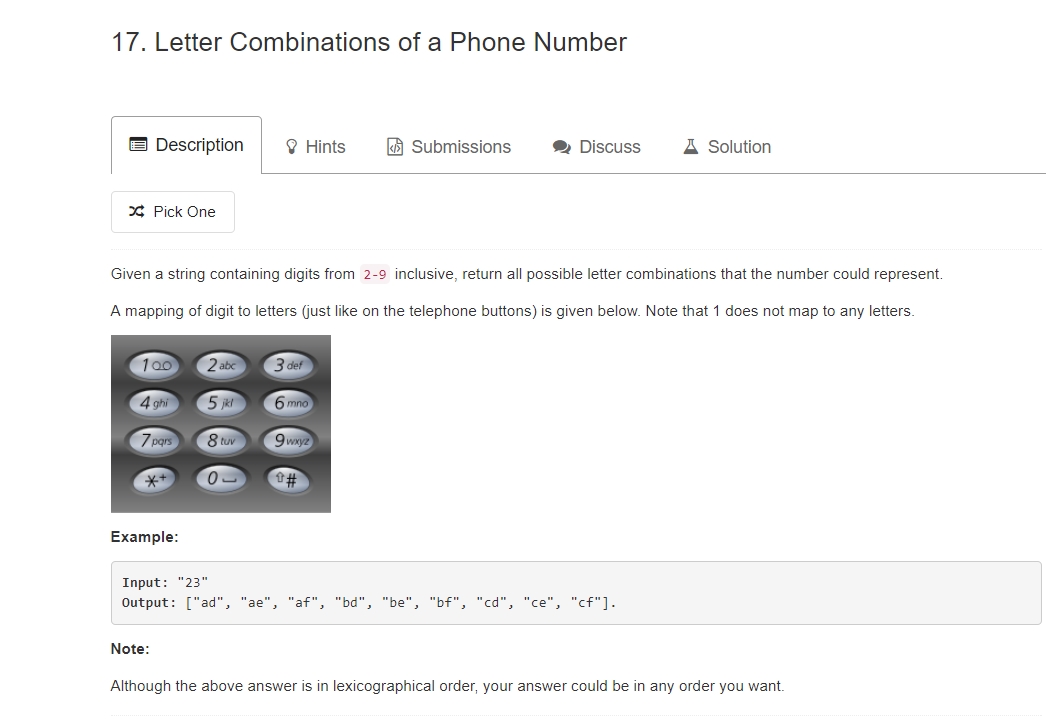 17. Letter Combinations of a Phone Number
Description Hints Submissions Discuss Solution
Pick One
Given a string containing digits from 2-9 inclusive, return all possible letter combinations that the number could represent.
A mapping of digit to letters (just like on the telephone buttons) is given below. Note that 1 does not map to any letters.
1 2 abc 3 def
4 ghi 5 jkl 6 mno
7 pqrs 8 tuv 9 wxyz
*+ 0 #
Example:
Input: "23"
Output: ["ad", "ae", "af", "bd", "be", "bf", "cd", "ce", "cf"].
Note:
Although the above answer is in lexicographical order, your answer could be in any order you want.